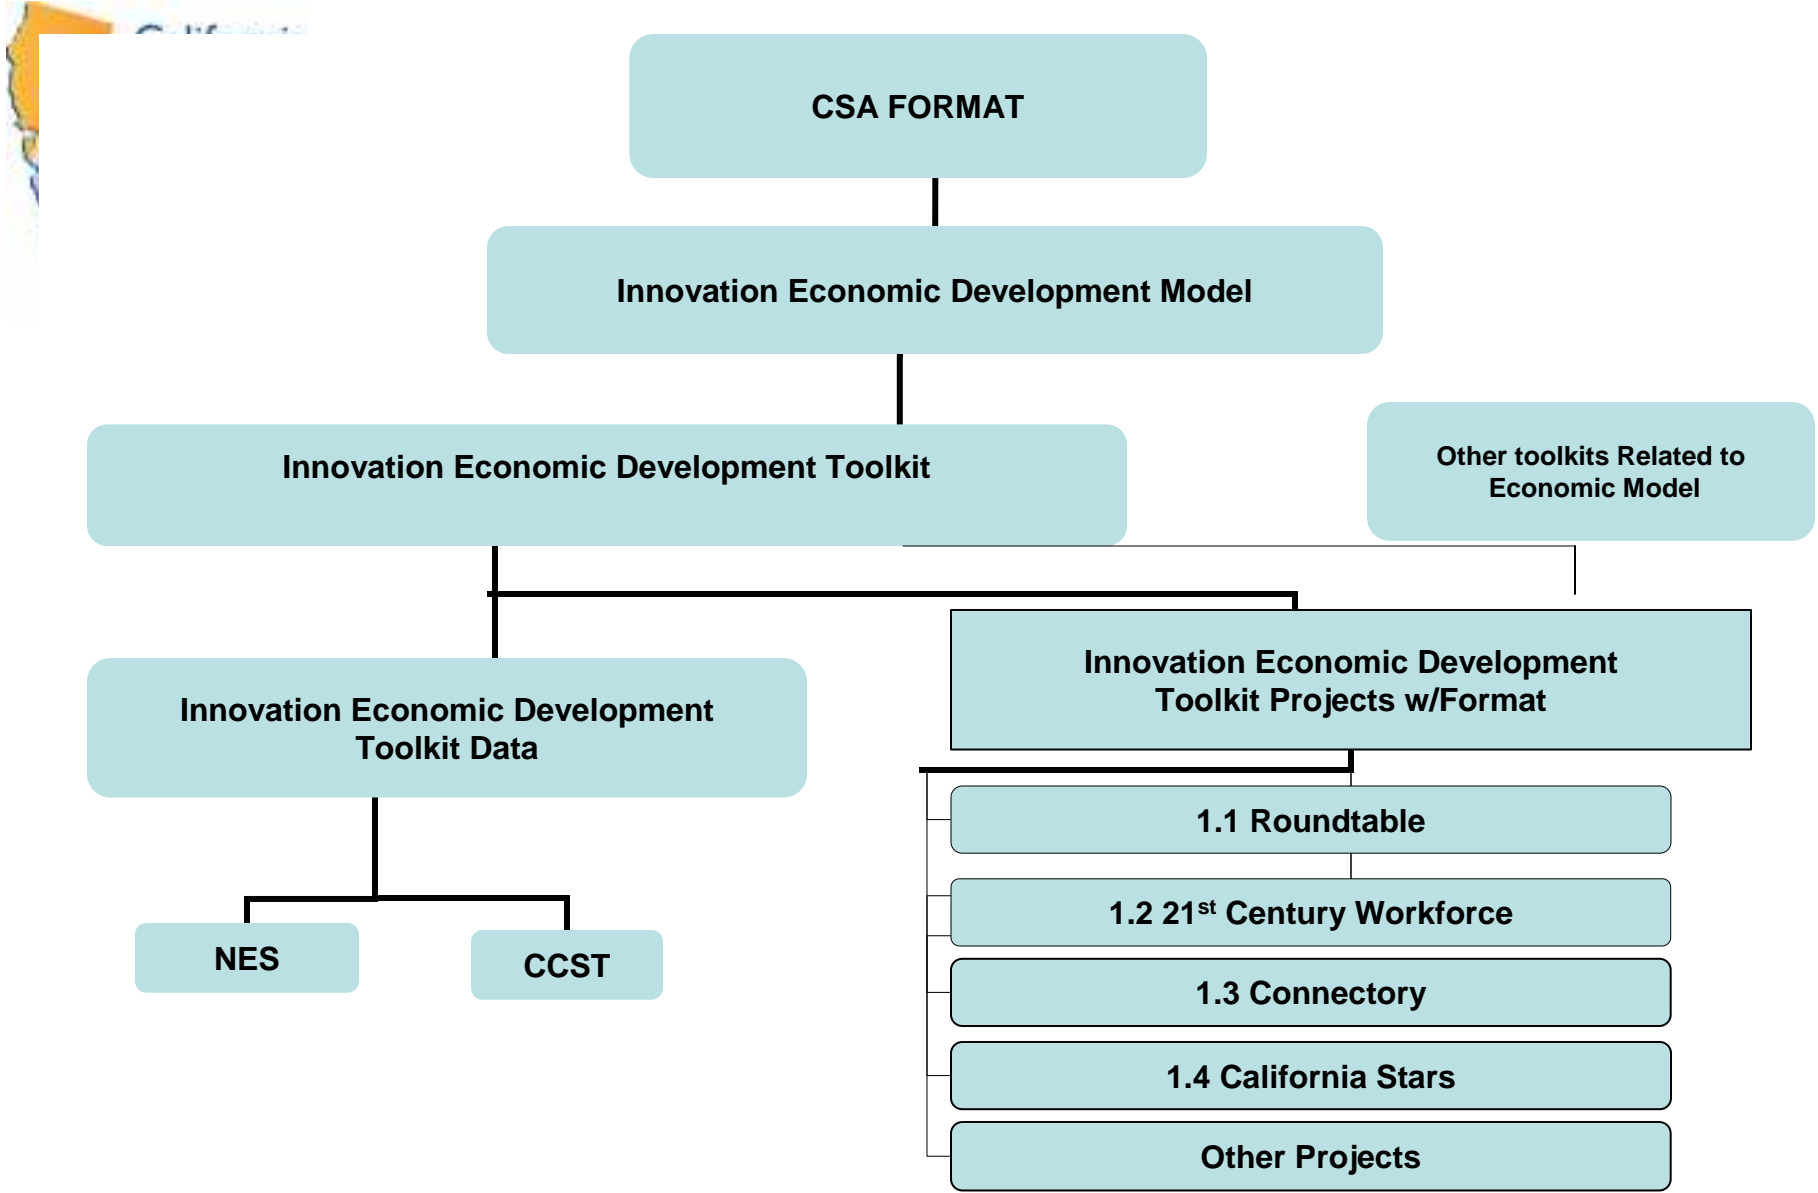 CSA FORMAT
Innovation Economic Development Model
Innovation Economic Development Toolkit
Other toolkits Related to
Economic Model
Innovation Economic Development
Toolkit Projects w/Format
Innovation Economic Development
Toolkit Data
1.1 Roundtable
1.2 21st Century Workforce
NES
CCST
1.3 Connectory
1.4 California Stars
Other Projects